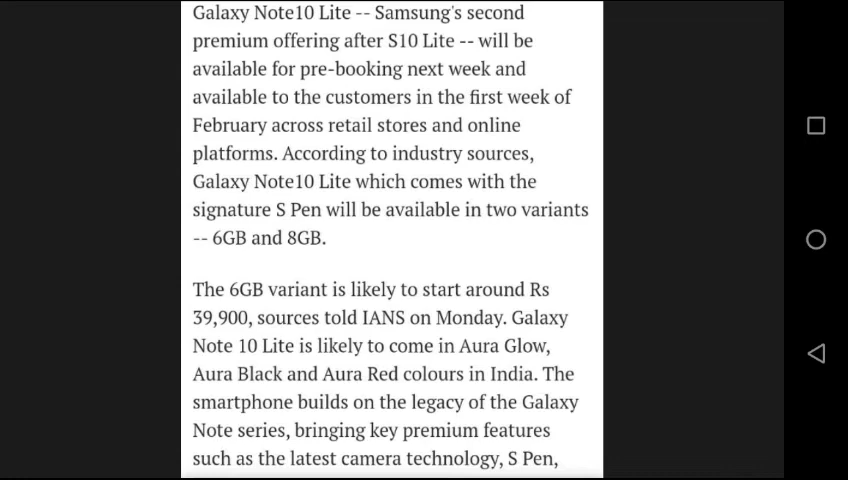 Galaxy Note10 Lite -- Samsung's second
premium offering after S10 Lite -- will be
available for pre-booking next week and
available to the customers in the first week of
February across retail stores and online
platforms. According to industry sources,
Galaxy Note10 Lite which comes with the
signature S Pen will be available in two variants
-- 6GB and 8GB.
The 6GB variant is likely to start around Rs
39,900, sources told IANS on Monday. Galaxy
Note 10 Lite is likely to come in Aura Glow,
Aura Black and Aura Red colours in India. The
smartphone builds on the legacy of the Galaxy
Note series, bringing key premium features
such as the latest camera technology, S Pen,